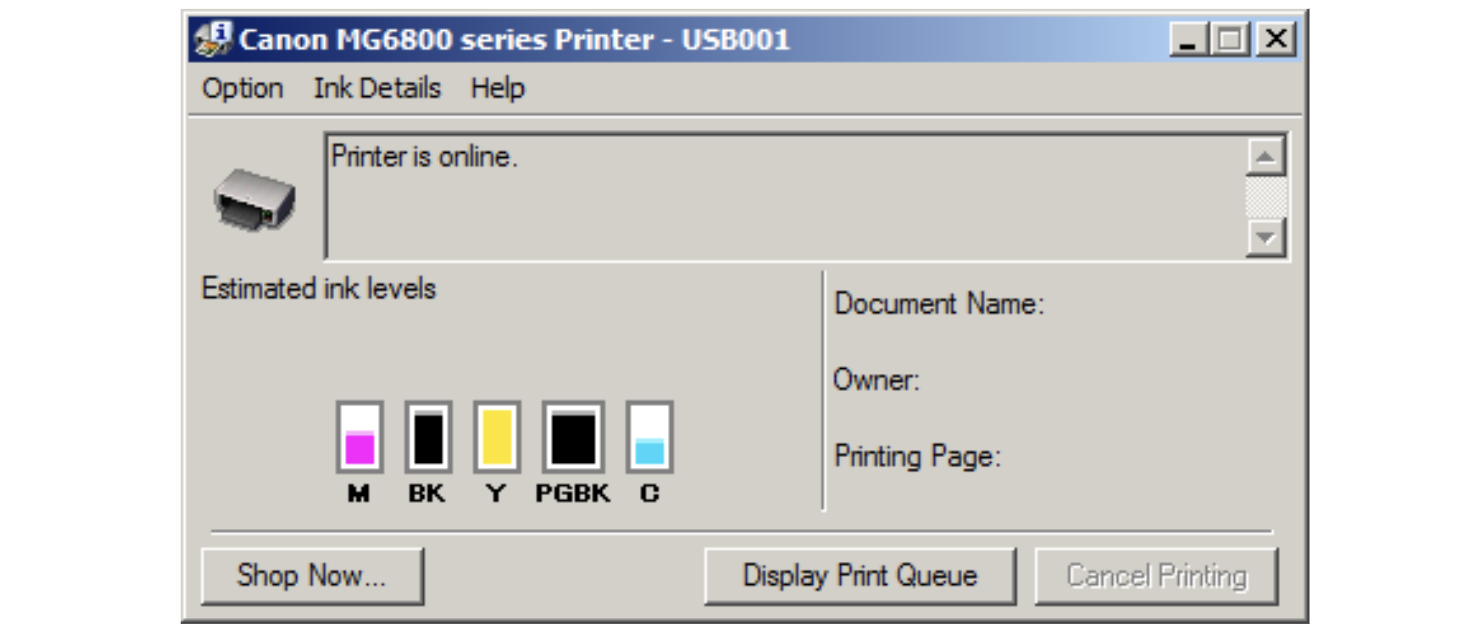 Canon MG6800 series Printer - USB001
Option Ink Details Help
Printer is online.
Estimated ink levels
Document Name:
Owner:
Printing Page:
M BK Y PGBK C
Shop Now... Display Print Queue Cancel Printing